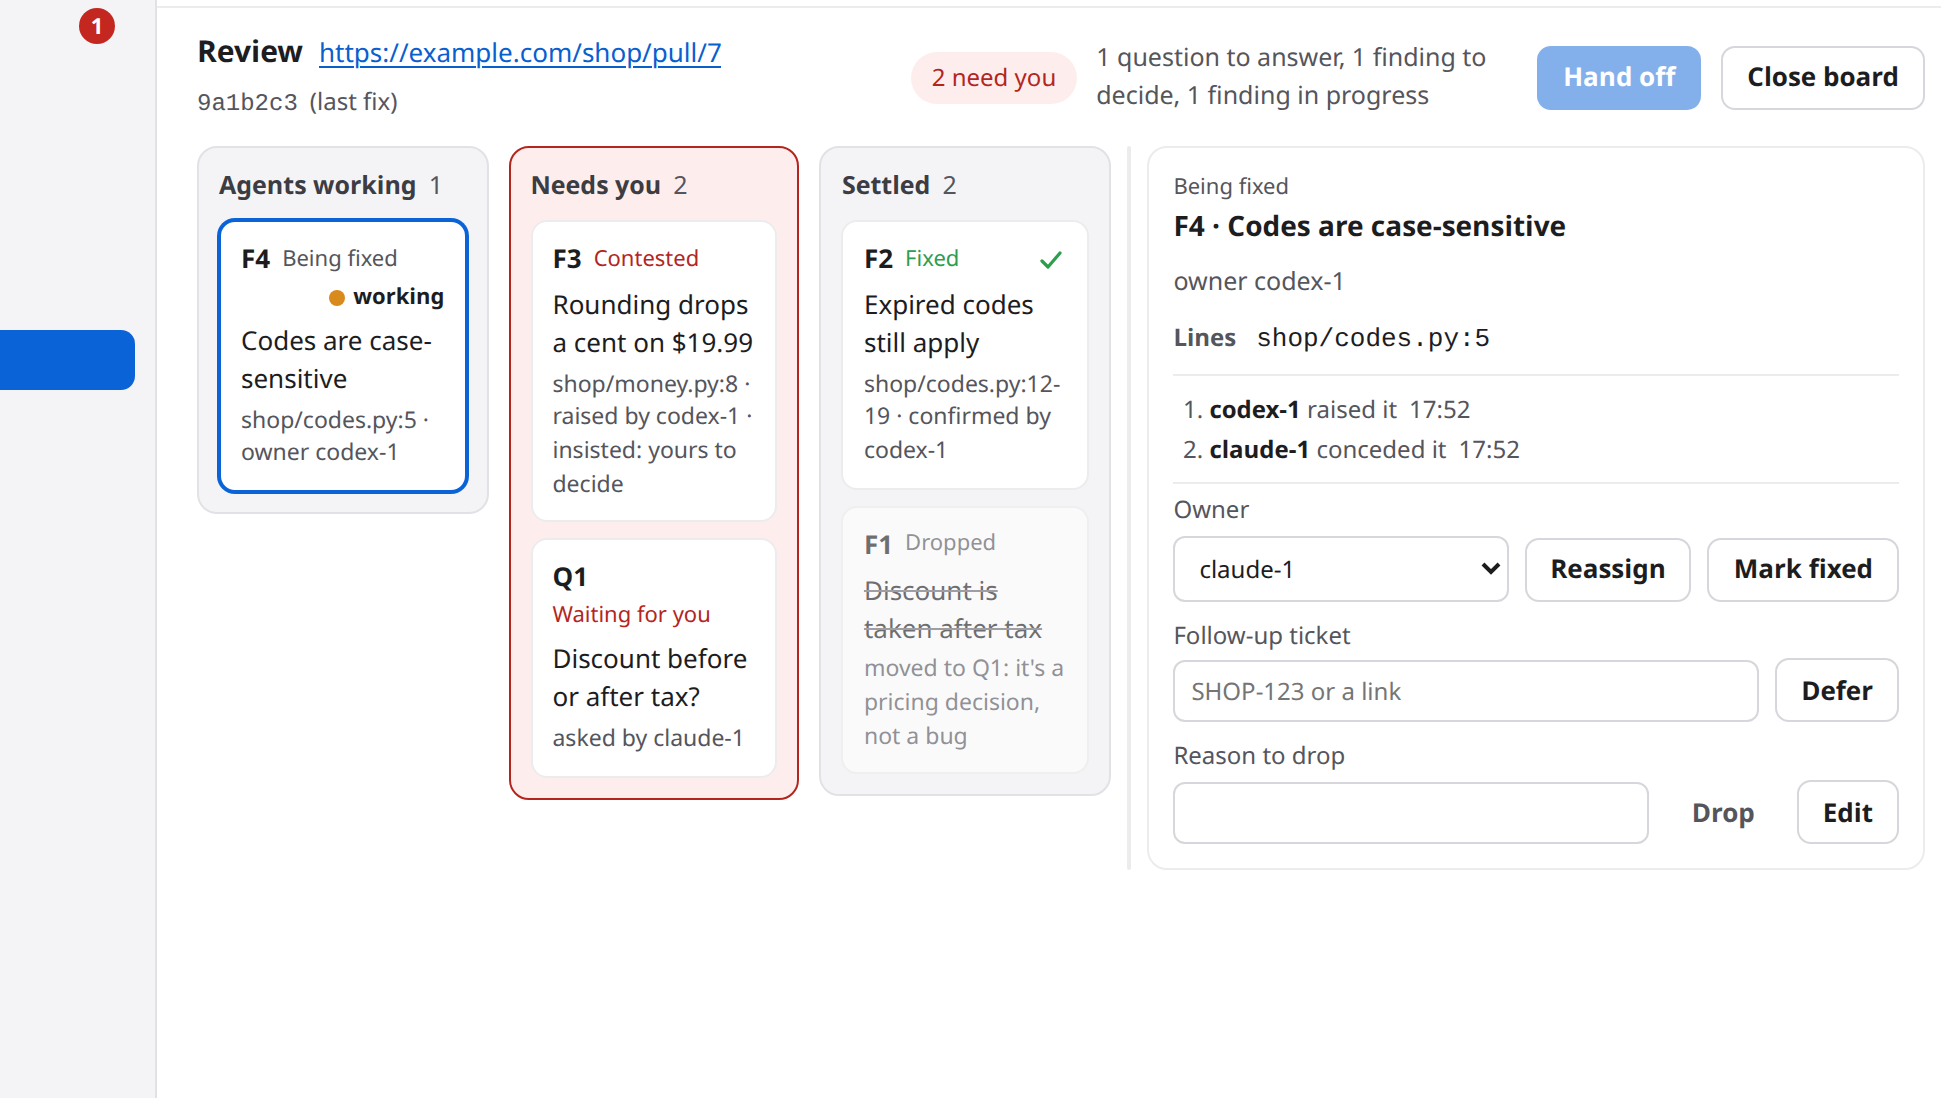 1
Review https://example.com/shop/pull/7
9a1b2c3 (last fix)
2 need you
1 question to answer, 1 finding to
decide, 1 finding in progress
Hand off
Close board
Agents working 1
F4 Being fixed
working
Codes are case-
sensitive
shop/codes.py:5 ·
owner codex-1
Needs you 2
F3 Contested
Rounding drops
a cent on $19.99
shop/money.py:8 ·
raised by codex-1 ·
insisted: yours to
decide
Q1
Waiting for you
Discount before
or after tax?
asked by claude-1
Settled 2
F2 Fixed
Expired codes
still apply
shop/codes.py:12-
19 · confirmed by
codex-1
F1 Dropped
Discount is
taken after tax
moved to Q1: it's a
pricing decision,
not a bug
Being fixed
F4 · Codes are case-sensitive
owner codex-1
Lines shop/codes.py:5
1. codex-1 raised it 17:52
2. claude-1 conceded it 17:52
Owner
claude-1
Reassign
Mark fixed
Follow-up ticket
SHOP-123 or a link
Defer
Reason to drop
Drop
Edit